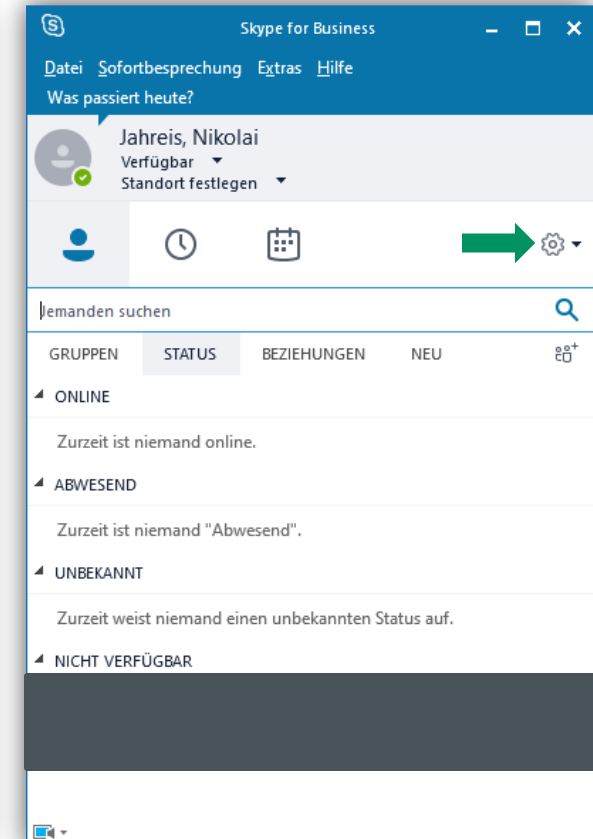 Skype for Business
Datei Sofortbesprechung Extras Hilfe
Was passiert heute?
Jahreis, Nikolai
Verfügbar
Standort festlegen
Jemanden suchen
GRUPPEN STATUS BEZIEHUNGEN NEU
ONLINE
Zurzeit ist niemand online.
ABWESEND
Zurzeit ist niemand "Abwesend".
UNBEKANNT
Zurzeit weist niemand einen unbekannten Status auf.
NICHT VERFÜGBAR